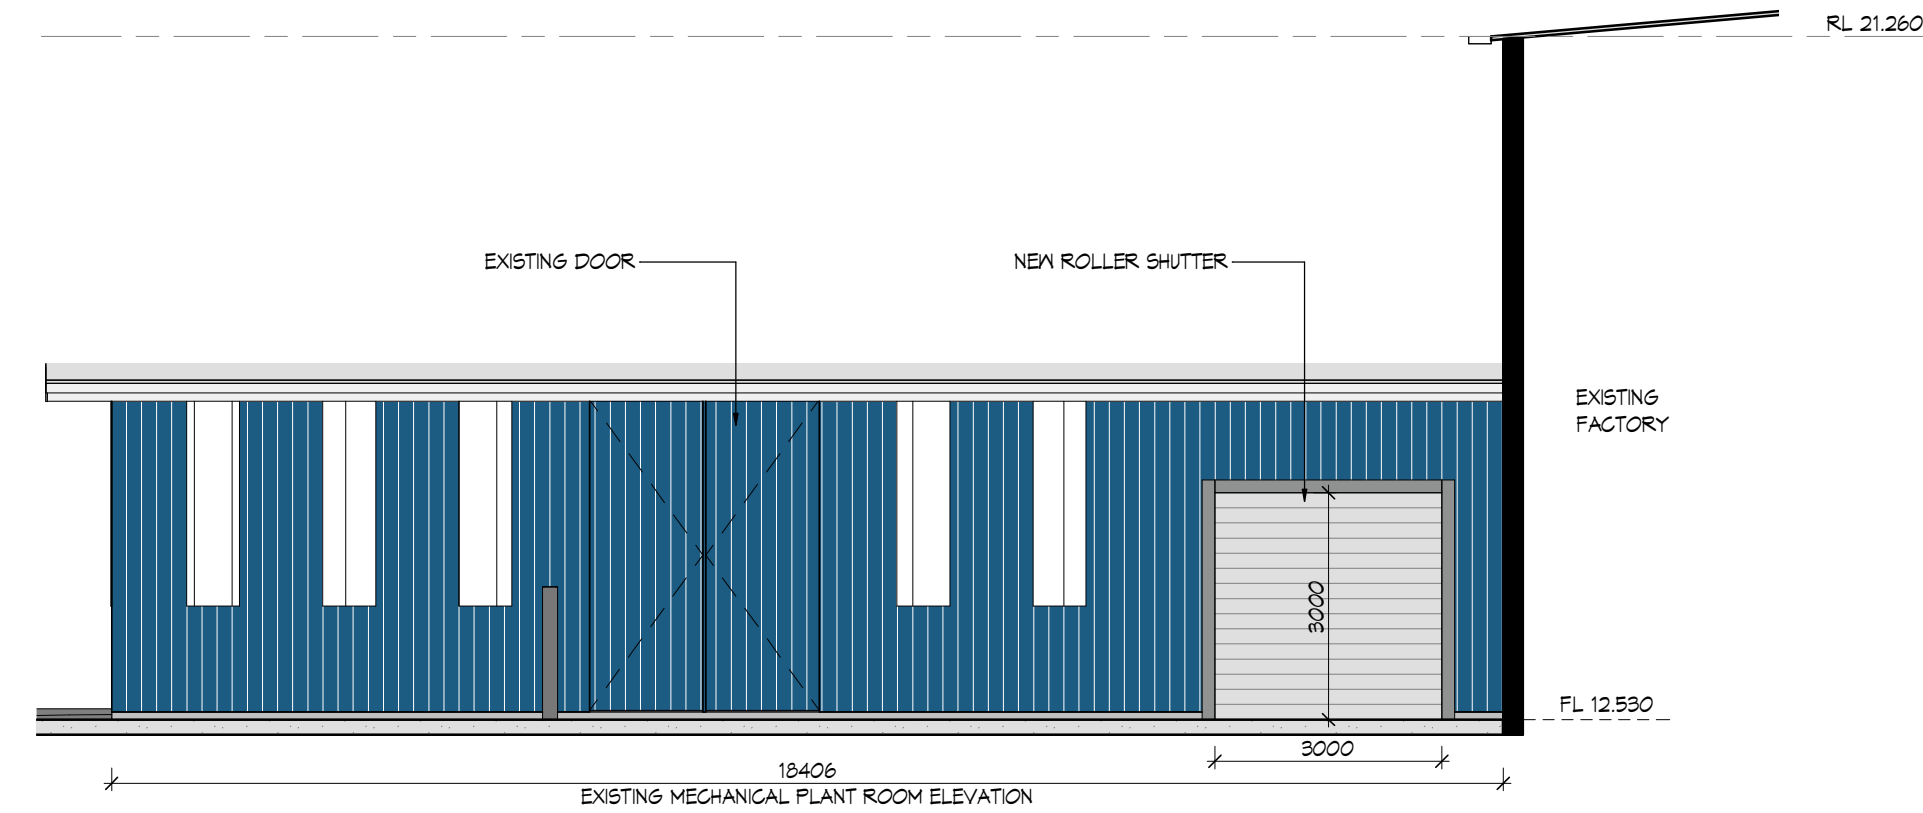 RL 21.260
EXISTING DOOR
NEW ROLLER SHUTTER
EXISTING
FACTORY
3000
FL 12.530
3000
18406
EXISTING MECHANICAL PLANT ROOM ELEVATION